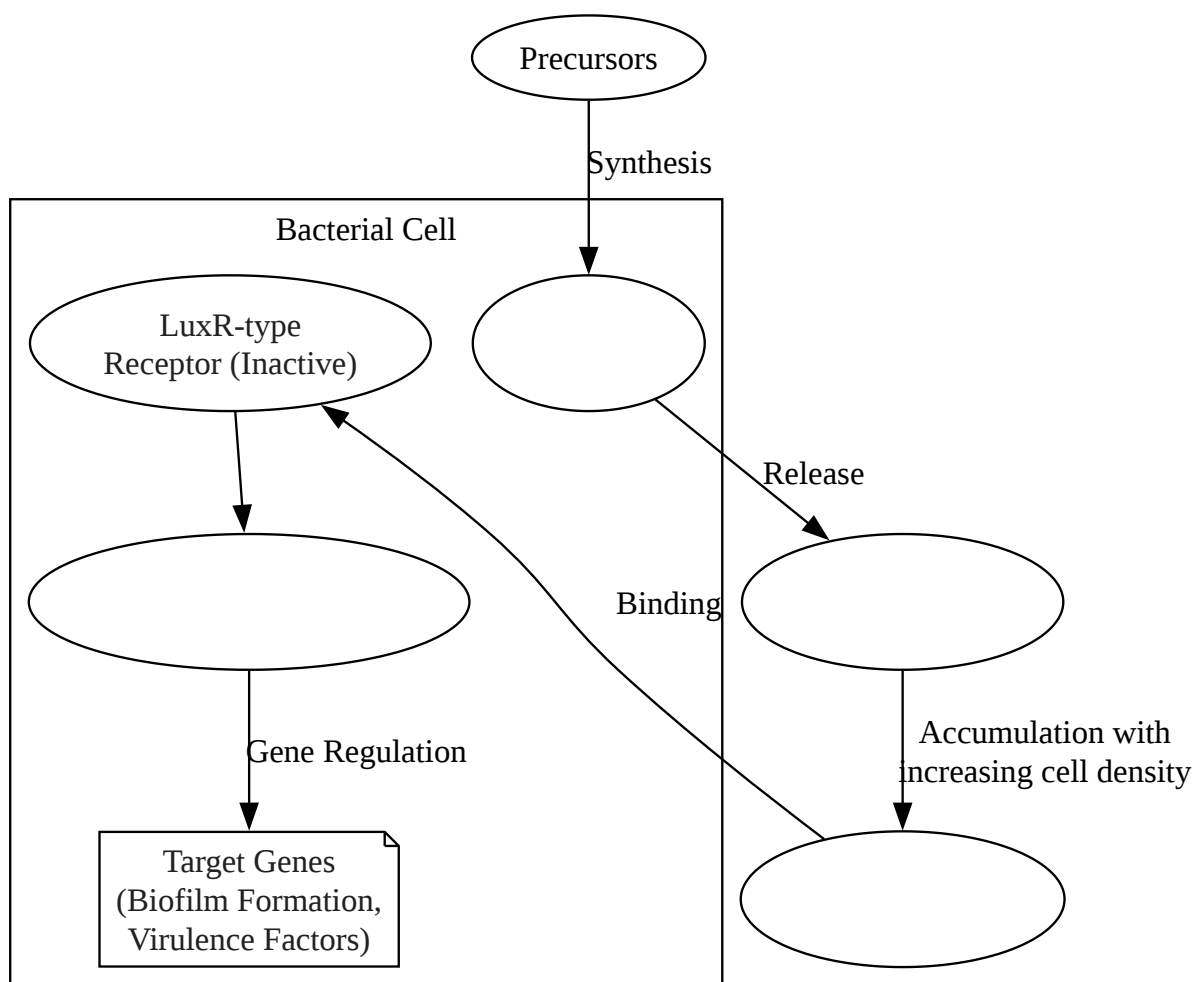 Precursors
Synthesis
Bacterial Cell
LuxR-type
Receptor (Inactive)
Release
Binding
Accumulation with
increasing cell density
Gene Regulation
Target Genes
(Biofilm Formation,
Virulence Factors)